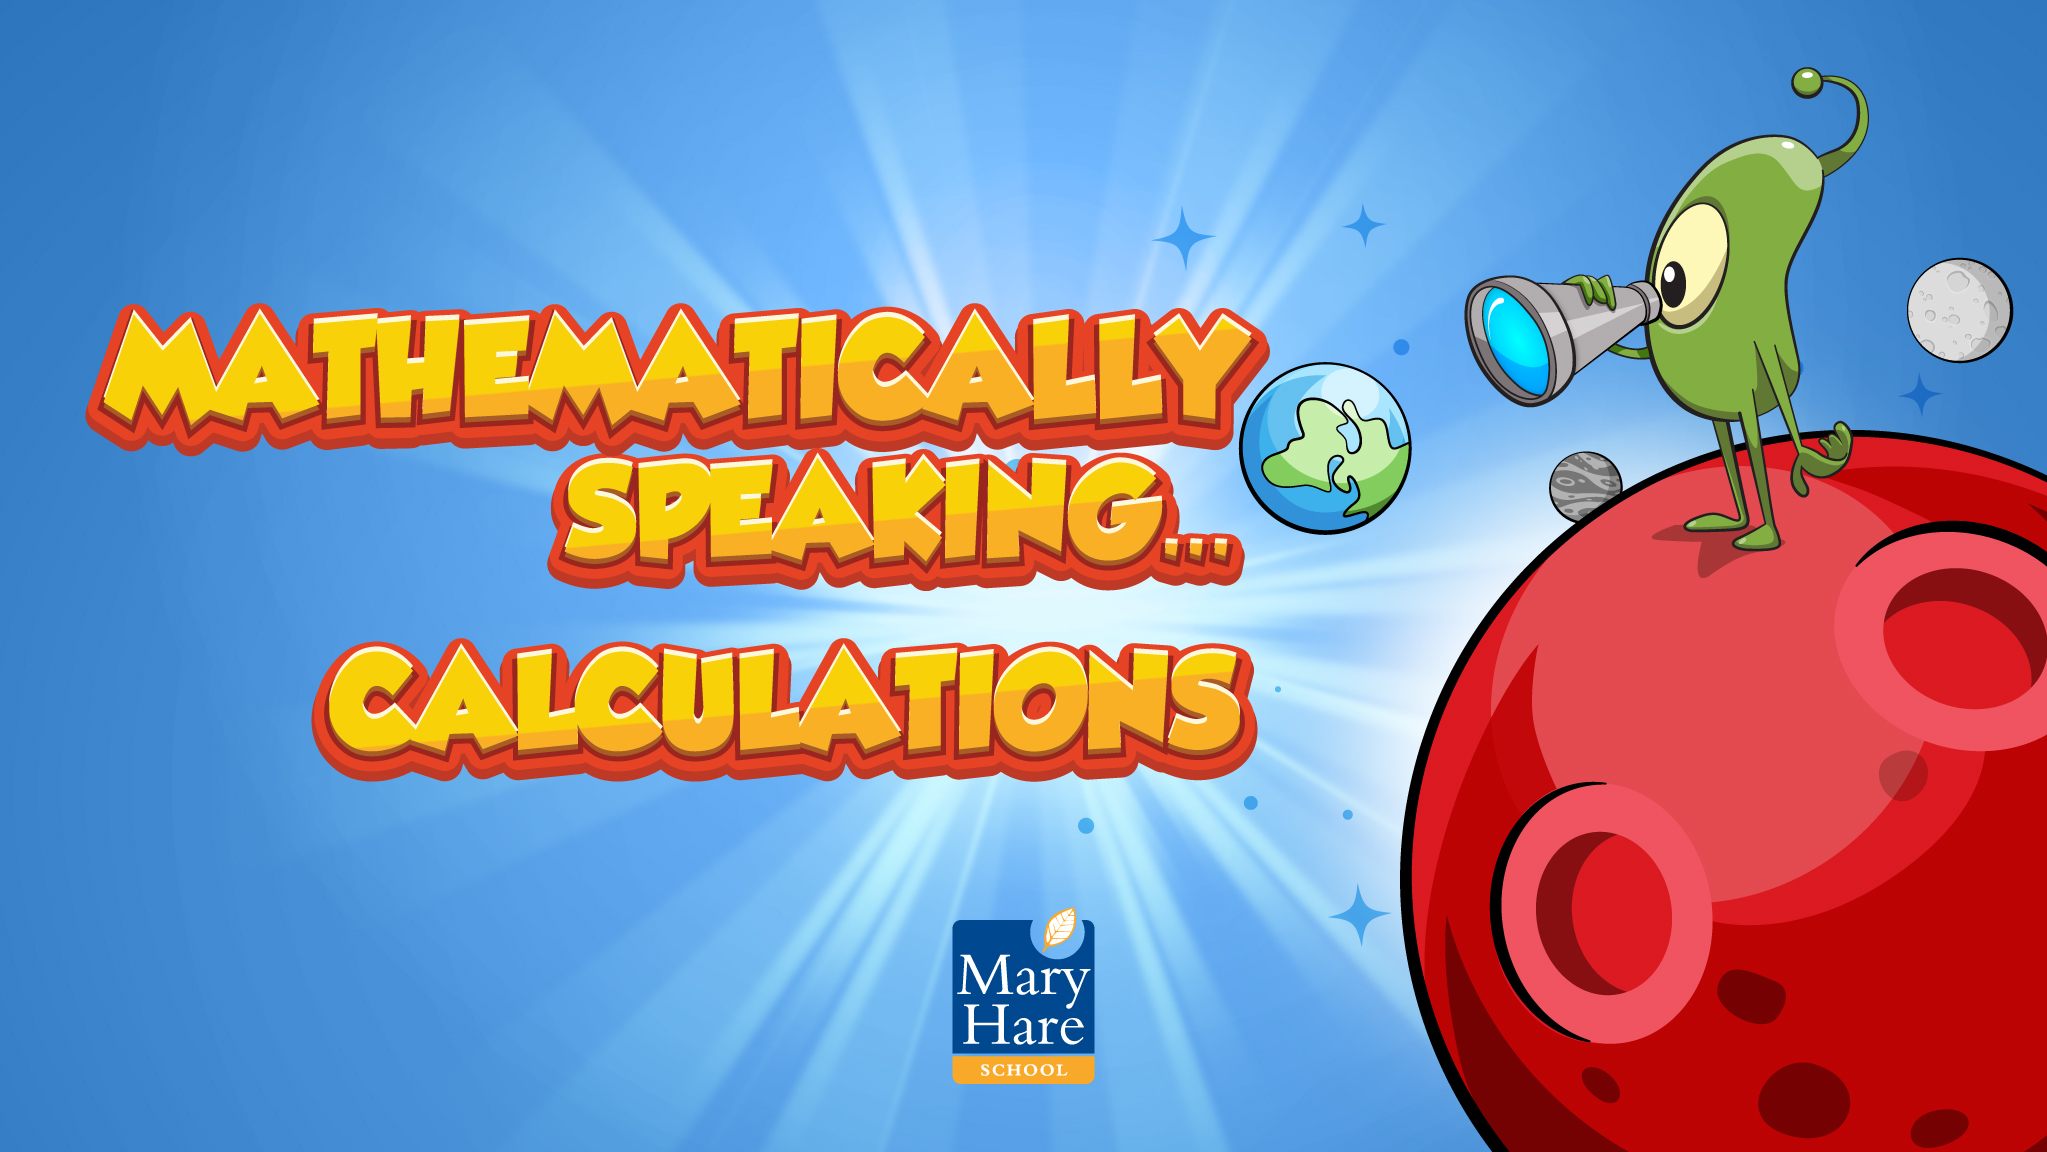 MATHEMATICALLY
SPEAKING...
CALCULATIONS
Mary
Hare
SCHOOL